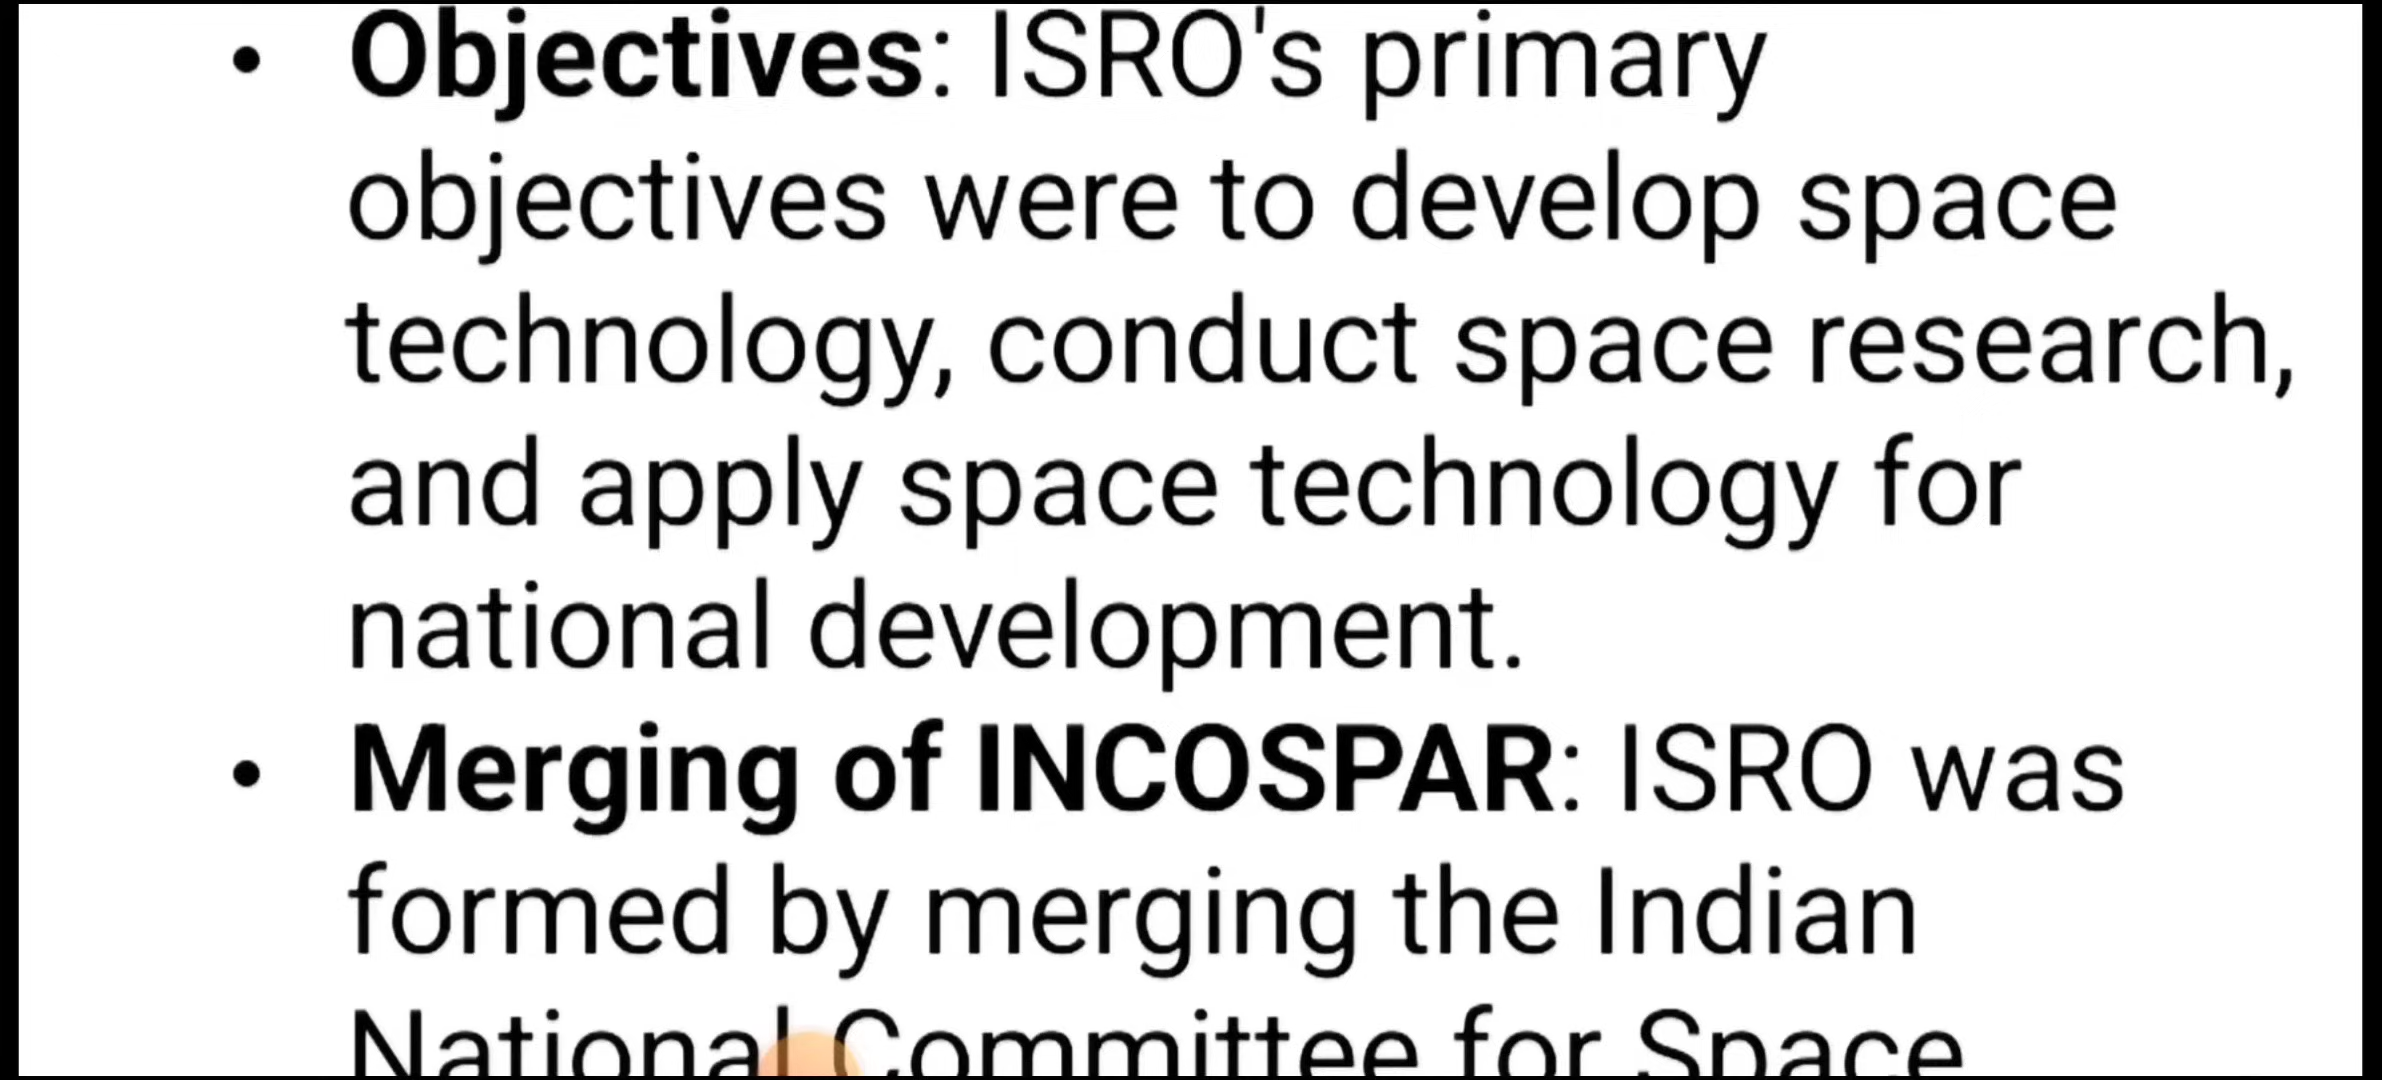 • Objectives: ISRO's primary
objectives were to develop space
technology, conduct space research,
and apply space technology for
national development.
• Merging of INCOSPAR: ISRO was
formed by merging the Indian
National Committee for Space